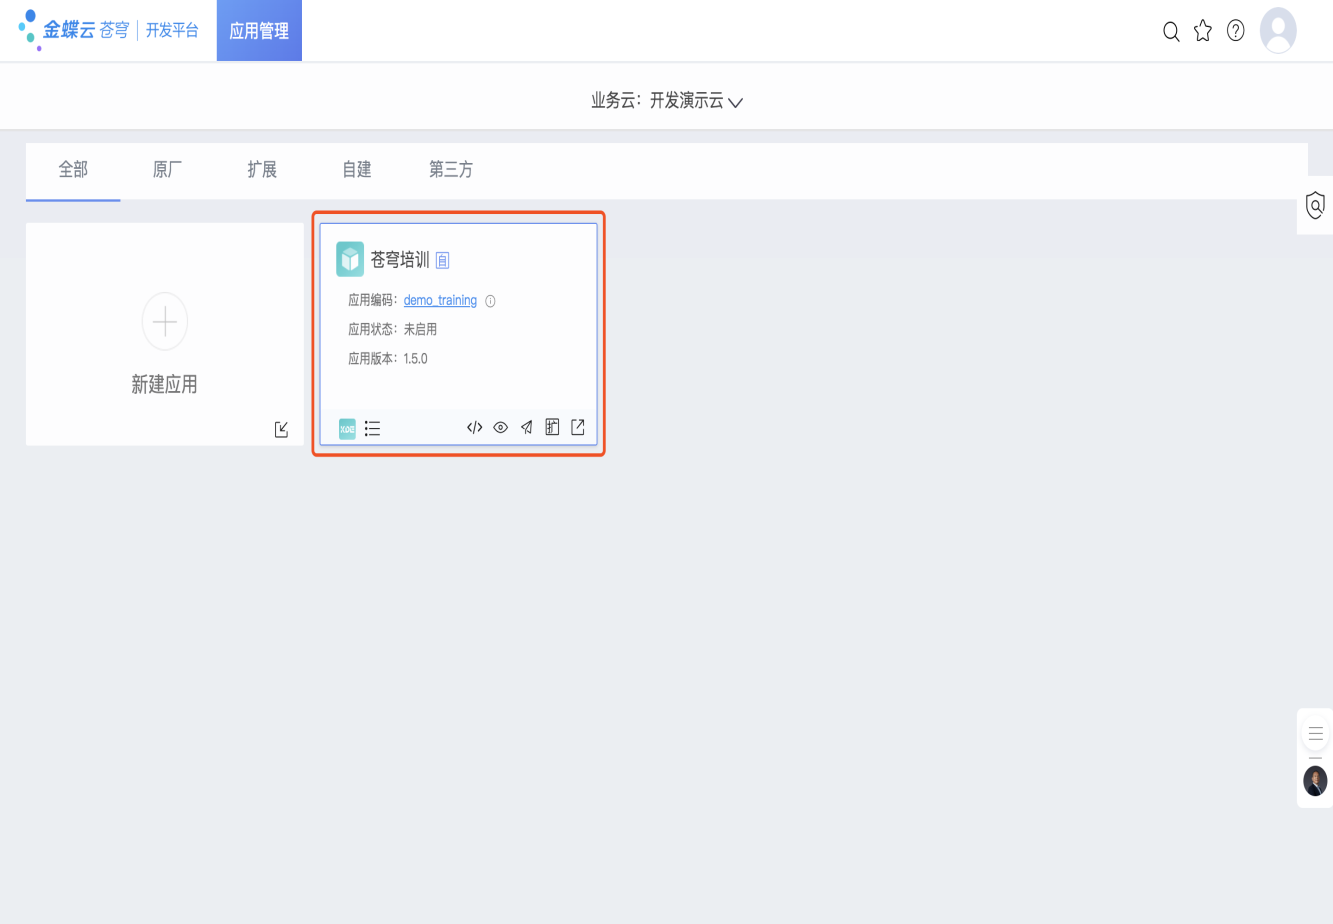 金蝶云 苍穹 开发平台 应用管理
业务云：开发演示云
全部 原厂 扩展 自建 第三方
苍穹培训 自
应用编码：demo_training
应用状态：未启用
应用版本：1.5.0
新建应用
扩